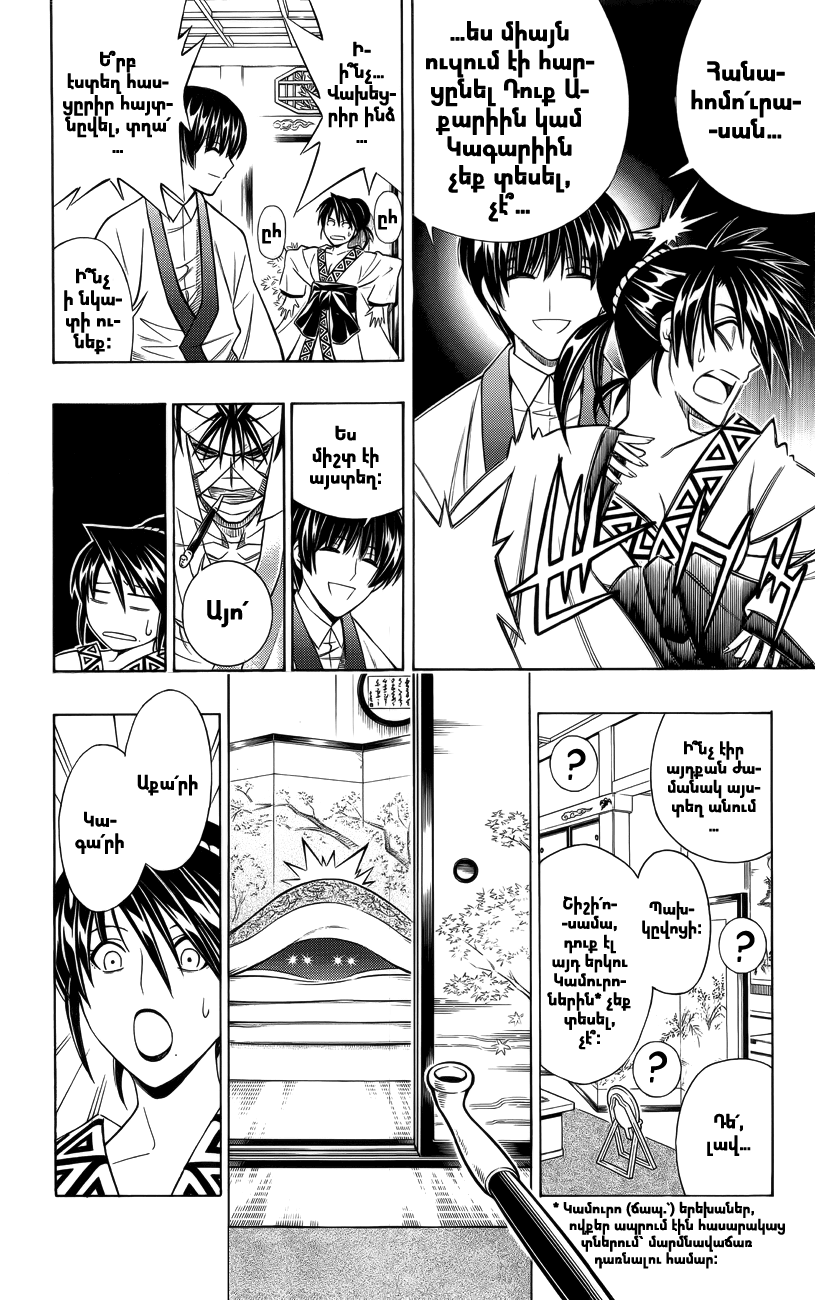 Հանա-
հոմո՛ւրա-
-սան...
...ես միայն
ուզում էի հար-
ցընել Դուք Ա-
քարիին կամ
Կագարիին
չեք տեսել,
չէ՞...
Ի-
ի՞նչ...
Վախեց-
րիր ինձ
...
Ե՞րբ
էստեղ հաս-
ցըրիր հայտ-
նըվել, տղա՛
...
ըհ
ըհ
Ի՞նչ
ի նկա-
տի ու-
նեք:
Ես
միշտ էի
այստեղ:
Այո՛
Ի՞նչ էիր
այդքան ժա-
մանակ այս-
տեղ անում
...
?
?
?
Պախ-
կըվոցի:
Շիշի՛ո-
-սամա,
դուք էլ
այդ երկու
Կամուրո-
ներին* չեք
տեսել,
չէ՞:
Դե՛,
լավ...
Աքա՛րի
Կա-
գա՛րի
* Կամուրո (ճապ.՝) երեխաներ,
ովքեր ապրում էին հասարակաց
տներում՝ մարմնավաճառ
դառնալու համար: